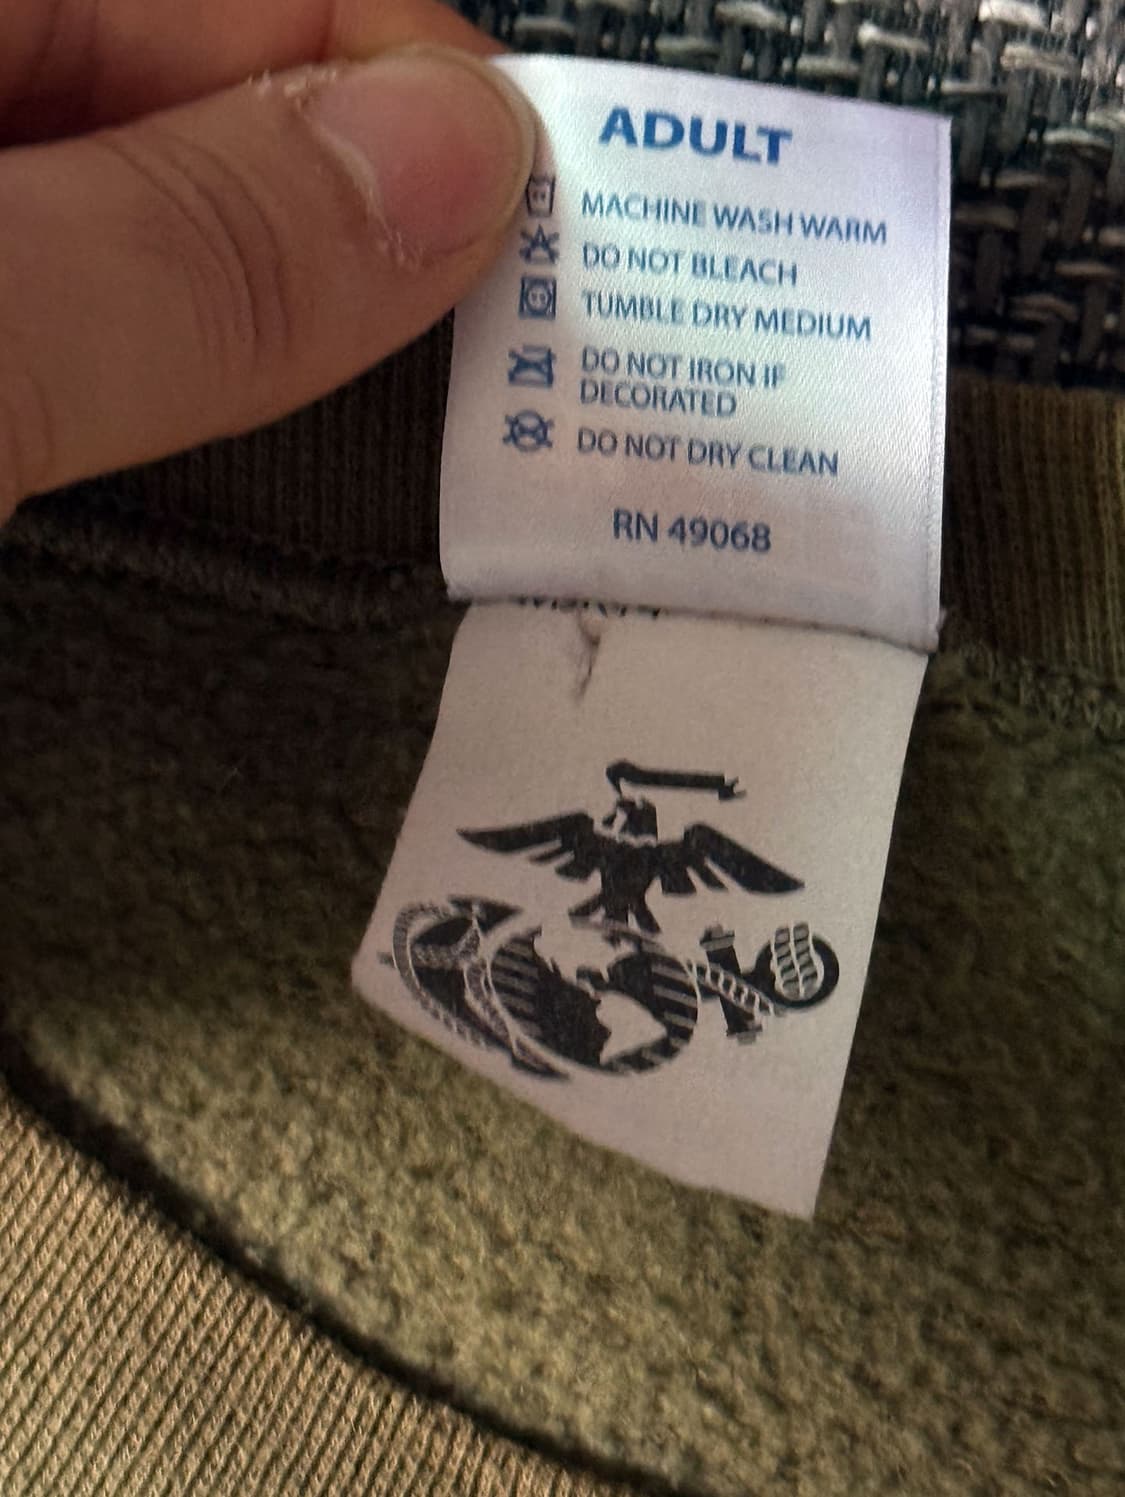 ADULT
MACHINE WASH WARM
DO NOT BLEACH
TUMBLE DRY MEDIUM
DO NOT IRON IF
DECORATED
DO NOT DRY CLEAN
RN 49068